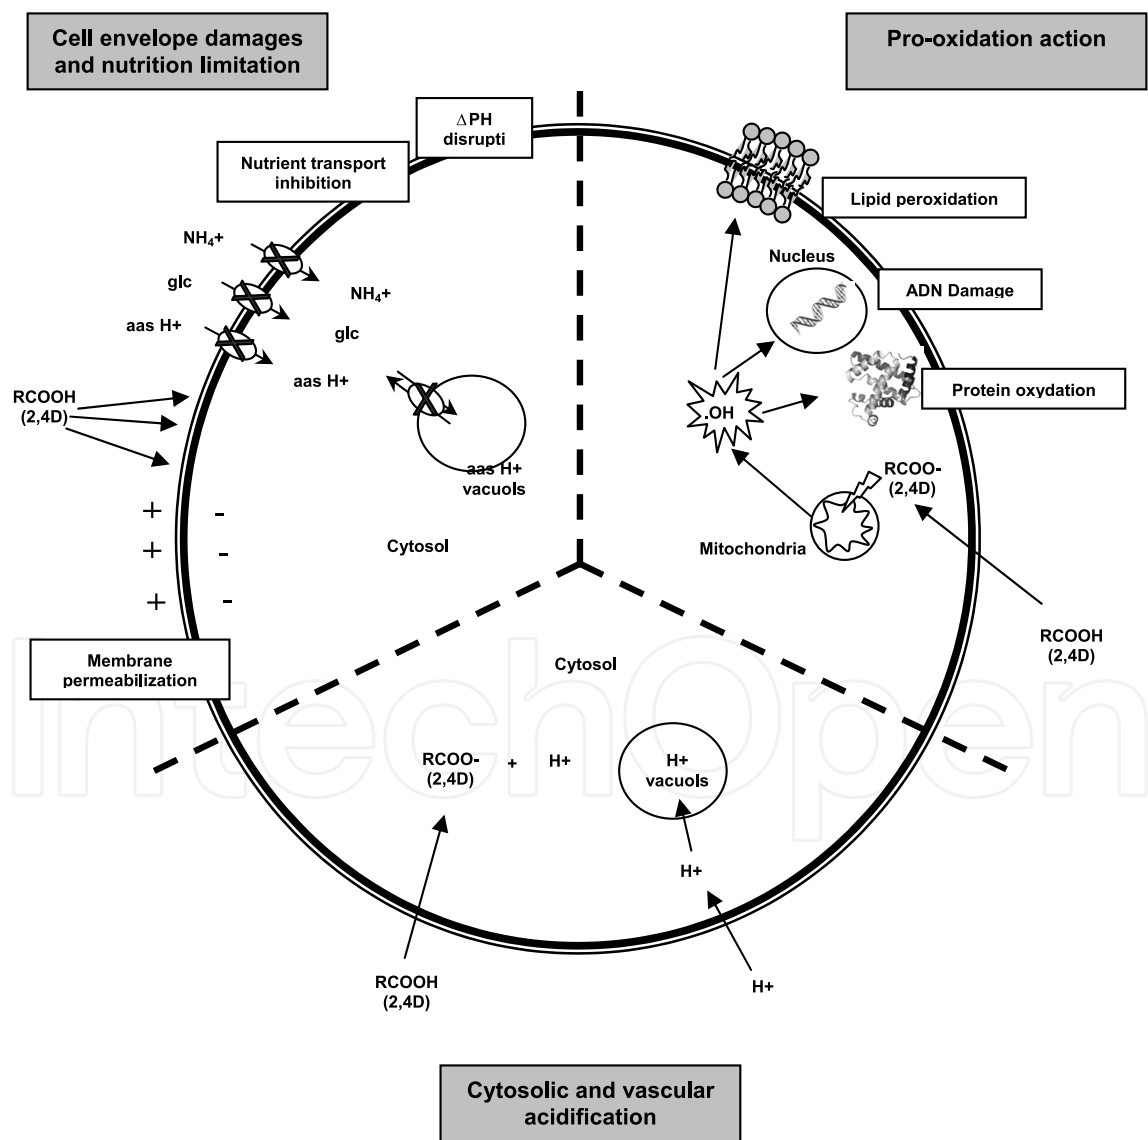 Cell envelope damages
and nutrition limitation
Pro-oxidation action
ΔPH
disrupti
Nutrient transport
inhibition
Lipid peroxidation
NH₄+
glc
aas H+
NH₄+
glc
aas H+
Nucleus
ADN Damage
Protein oxydation
RCOOH
(2,4D)
.OH
aas H+
vacuols
RCOO-
(2,4D)
+ -
+ -
+ -
Cytosol
Mitochondria
RCOOH
(2,4D)
Membrane
permeabilization
Cytosol
RCOO-
(2,4D)
+ H+
H+
vacuols
H+
RCOOH
(2,4D)
H+
Cytosolic and vascular
acidification
IntechOpen